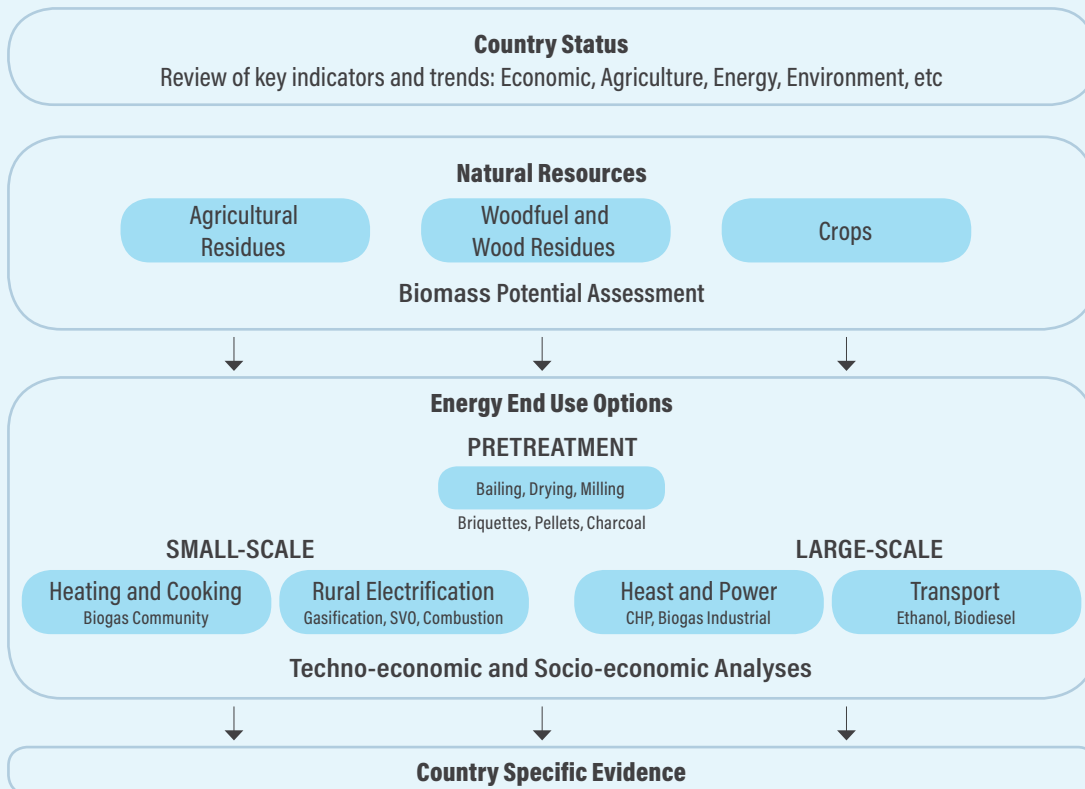 Country Status
Review of key indicators and trends: Economic, Agriculture, Energy, Environment, etc
Natural Resources
Agricultural
Residues
Woodfuel and
Wood Residues
Crops
Biomass Potential Assessment
Energy End Use Options
PRETREATMENT
Bailing, Drying, Milling
Briquettes, Pellets, Charcoal
SMALL-SCALE
LARGE-SCALE
Heating and Cooking
Biogas Community
Rural Electrification
Gasification, SVO, Combustion
Heast and Power
CHP, Biogas Industrial
Transport
Ethanol, Biodiesel
Techno-economic and Socio-economic Analyses
Country Specific Evidence